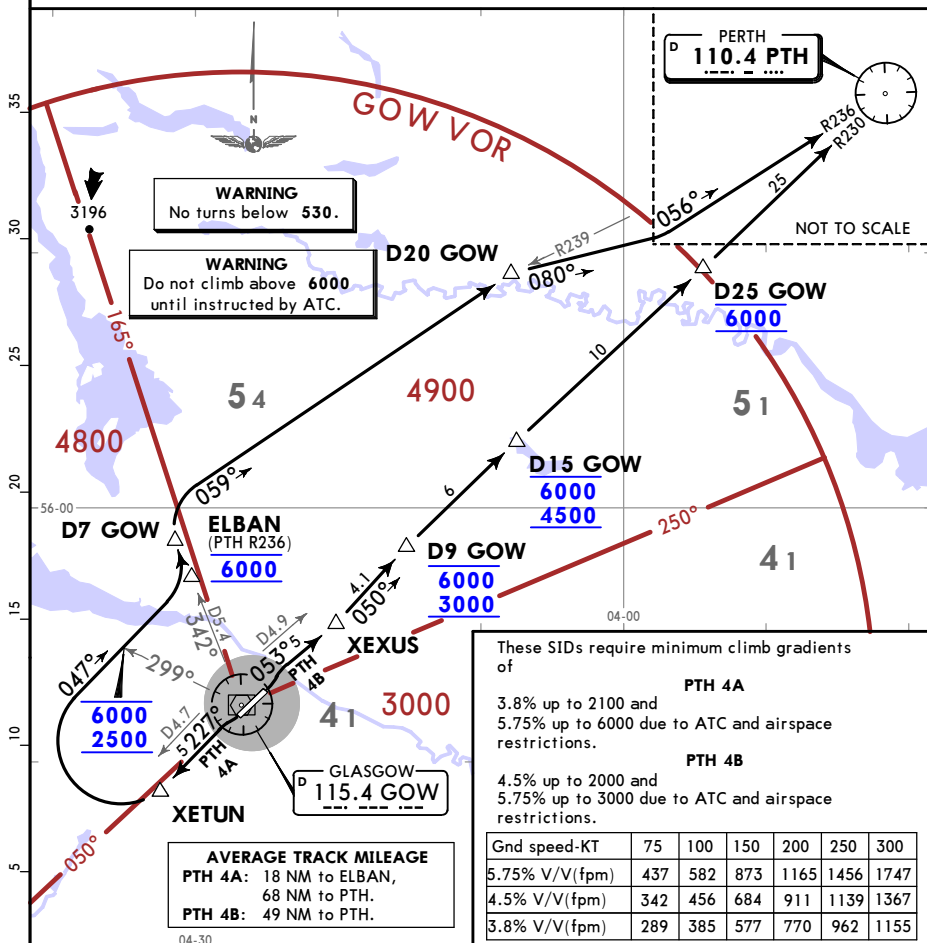 PERTH
D
110.4 PTH
35
GOW VOR
N
R236
R230
WARNING
No turns below 530.
3196
25
056°
NOT TO SCALE
30
R239
D20 GOW
WARNING
Do not climb above 6000
until instructed by ATC.
080°
D25 GOW
6000
165°
10
25
5 4
4900
5 1
4800
D15 GOW
6000
4500
6
20
059°
56-00
250°
D7 GOW
ELBAN
(PTH R236)
6000
D9 GOW
6000
3000
4 1
4.1
050°
15
D5.4
342°
D4.9
04-00
XEXUS
053°
5
PTH
4B
047°
299°
6000
2500
3000
4 1
D4.7
227°
5
PTH
4A
10
GLASGOW
D
115.4 GOW
XETUN
050°
5
AVERAGE TRACK MILEAGE
PTH 4A: 18 NM to ELBAN,
68 NM to PTH.
PTH 4B: 49 NM to PTH.
04-30
These SIDs require minimum climb gradients
of
PTH 4A
3.8% up to 2100 and
5.75% up to 6000 due to ATC and airspace
restrictions.
PTH 4B
4.5% up to 2000 and
5.75% up to 3000 due to ATC and airspace
restrictions.
Gnd speed-KT 75 100 150 200 250 300
5.75% V/V(fpm) 437 582 873 1165 1456 1747
4.5% V/V(fpm) 342 456 684 911 1139 1367
3.8% V/V(fpm) 289 385 577 770 962 1155